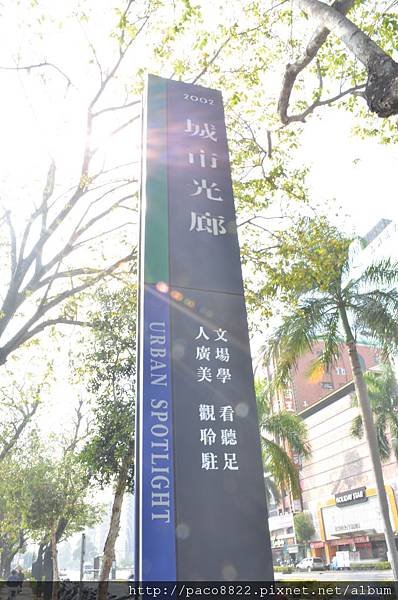 2002
城市光廊
URBAN SPOTLIGHT
人文
廣場
美學
觀看
聆聽
駐足
HOLIDAY STAR
http://paco8822.pixnet.net/album